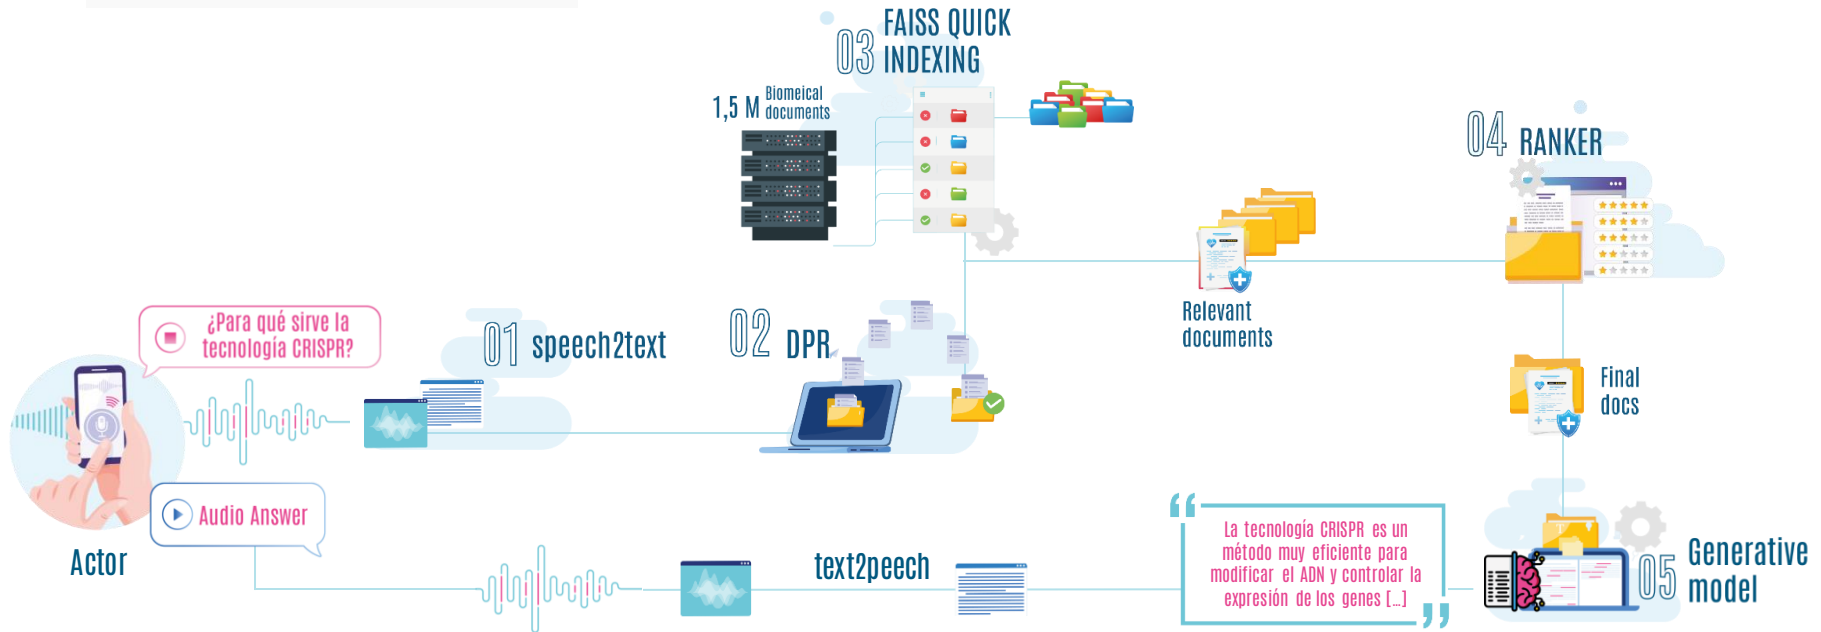 03
FAISS QUICK
INDEXING
1,5 M
Biomeical
documents
04
RANKER
Relevant
documents
¿Para qué sirve la
tecnología CRISPR?
01
speech2text
02
DPR
Final
docs
Audio Answer
Actor
text2peech
“
La tecnología CRISPR es un
método muy eficiente para
modificar el ADN y controlar la
expresión de los genes [...]
”
05
Generative
model